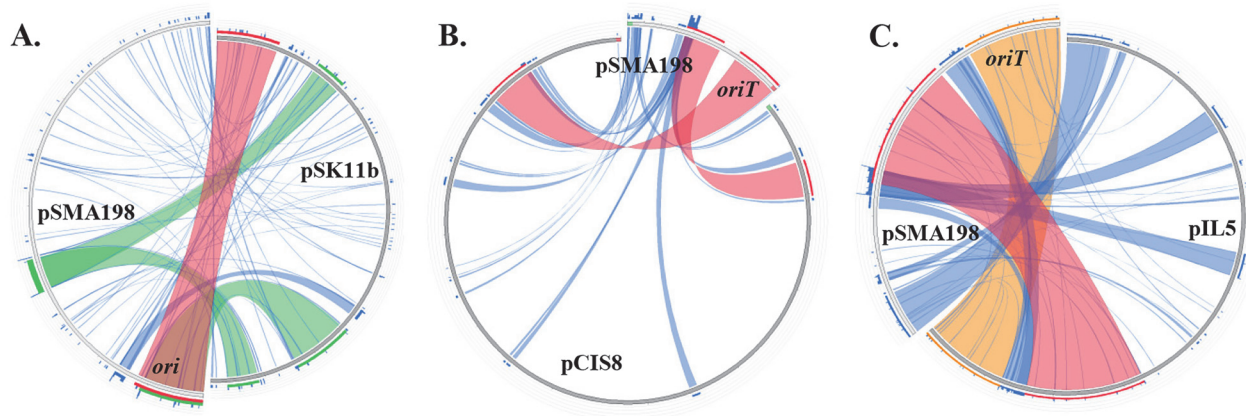 A.
pSK11b
pSMA198
ori
B.
pSMA198
oriT
pCIS8
C.
oriT
pIL5
pSMA198